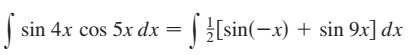 ∫ sin 4x cos 5x dx = ∫ ½[sin(−x) + sin 9x] dx